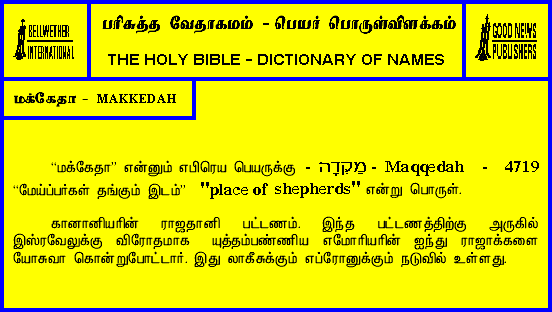 BELLWETHER
INTERNATIONAL
பரிசுத்த வேதாகமம் - பெயர் பொருள்விளக்கம்
THE HOLY BIBLE - DICTIONARY OF NAMES
GOOD NEWS
PUBLISHERS
மக்கேதா - MAKKEDAH
“மக்கேதா” என்னும் எபிரெய பெயருக்கு - מַקֵּדָה - Maqqedah - 4719
“மேய்ப்பர்கள் தங்கும் இடம்” "place of shepherds" என்று பொருள்.
கானானியரின் ராஜதானி பட்டணம். இந்த பட்டணத்திற்கு அருகில்
இஸ்ரவேலுக்கு விரோதமாக யுத்தம்பண்ணிய எமோரியரின் ஐந்து ராஜாக்களை
யோசுவா கொன்றுபோட்டார். இது லாகீசுக்கும் எப்ரோனுக்கும் நடுவில் உள்ளது.